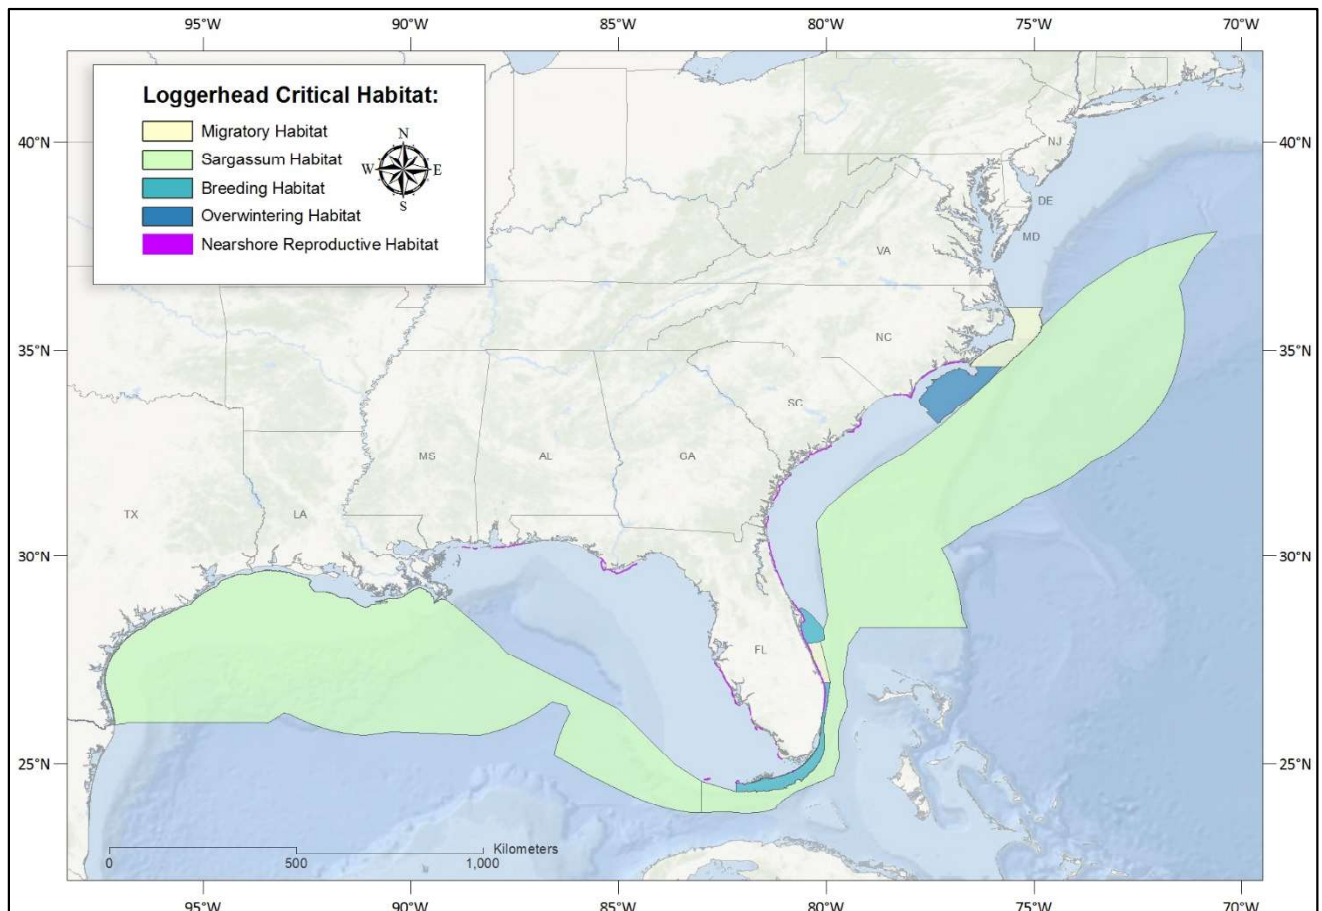 95°W 90°W 85°W 80°W 75°W 70°W
Loggerhead Critical Habitat:
Migratory Habitat
Sargassum Habitat
Breeding Habitat
Overwintering Habitat
Nearshore Reproductive Habitat
N
W E
S
40°N 40°N
NJ
DE
MD
VA
35°N 35°N
NC
SC
MS AL GA
TX LA
30°N 30°N
FL
25°N 25°N
Kilometers
0 500 1,000
95°W 90°W 85°W 80°W 75°W 70°W